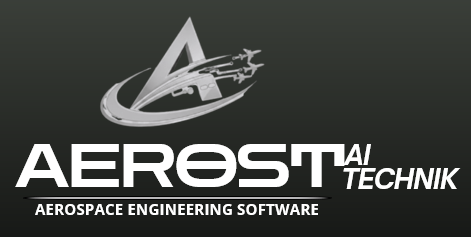 AEROST
AI
TECHNIK
AEROSPACE ENGINEERING SOFTWARE